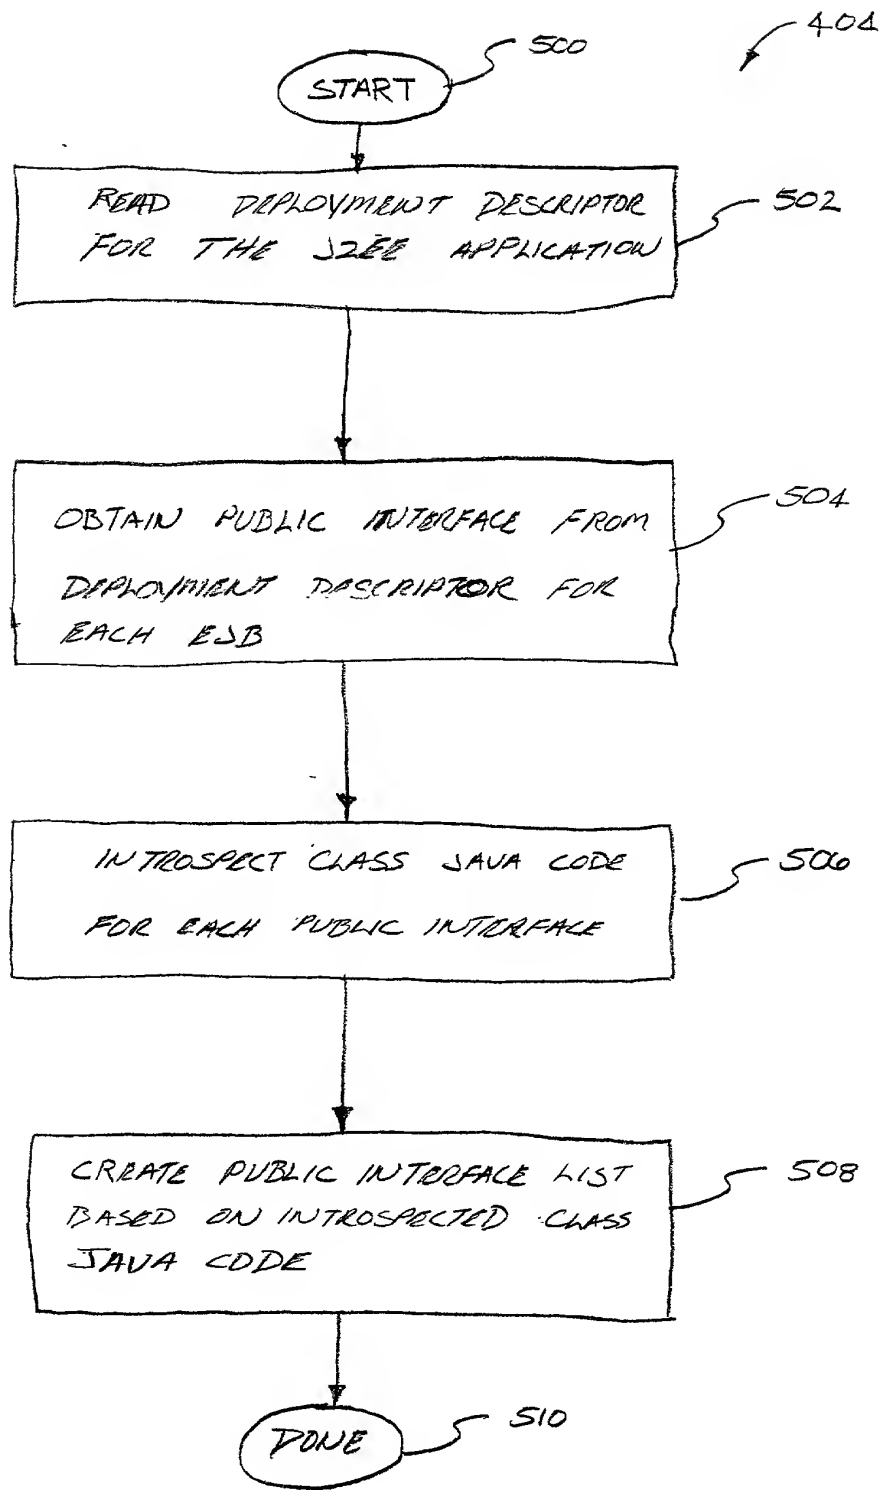 404
500
START
READ DEPLOYMENT DESCRIPTOR
FOR THE J2EE APPLICATION
502
OBTAIN PUBLIC INTERFACE FROM
DEPLOYMENT DESCRIPTOR FOR
EACH EJB
504
INTROSPECT CLASS JAVA CODE
FOR EACH PUBLIC INTERFACE
506
CREATE PUBLIC INTERFACE LIST
BASED ON INTROSPECTED CLASS
JAVA CODE
508
DONE
510